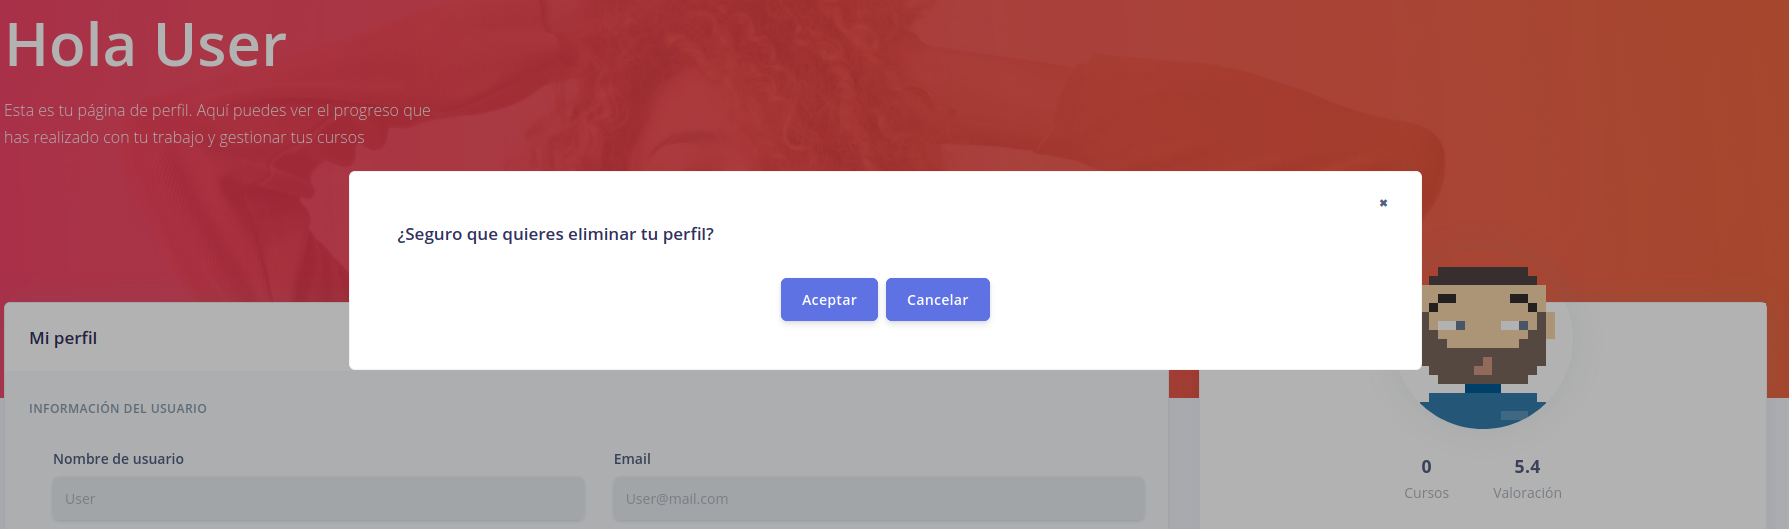 Hola User
Esta es tu página de perfil. Aquí puedes ver el progreso que
has realizado con tu trabajo y gestionar tus cursos
¿Seguro que quieres eliminar tu perfil?
Aceptar
Cancelar
Mi perfil
INFORMACIÓN DEL USUARIO
Nombre de usuario
User
Email
User@mail.com
0
Cursos
5.4
Valoración